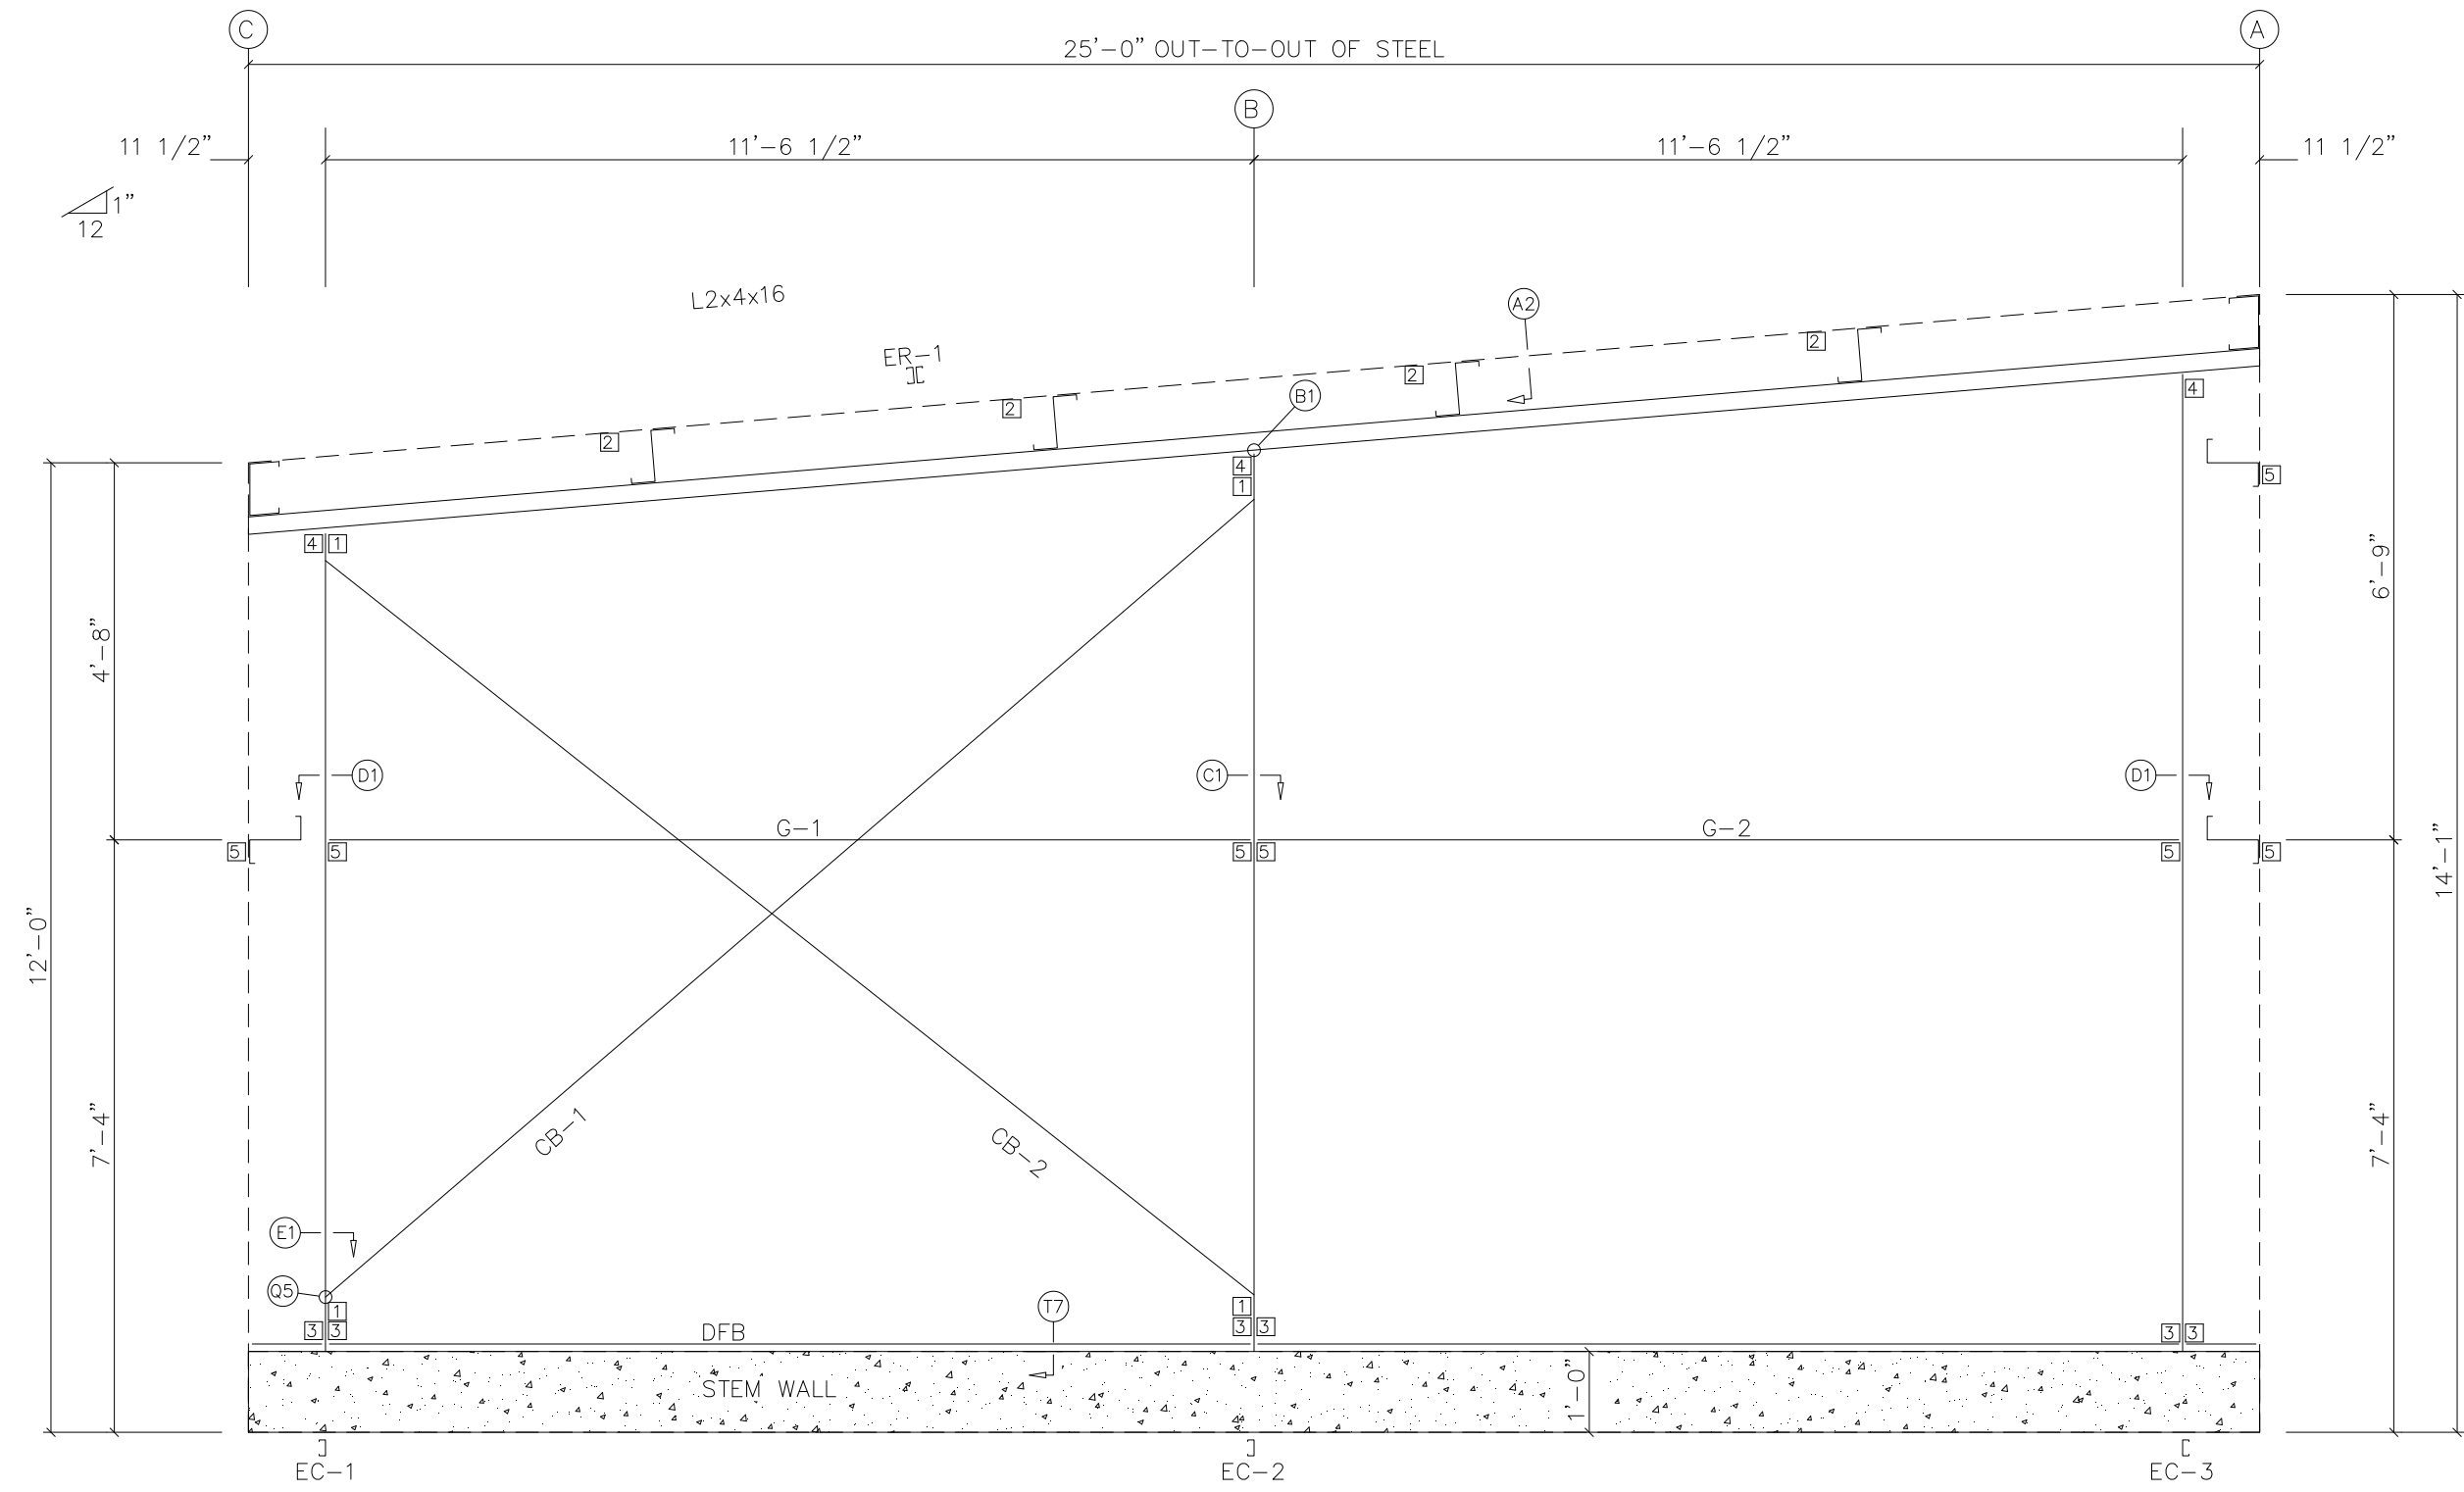 C
A
25'-0" OUT-TO-OUT OF STEEL
B
11 1/2"
11'-6 1/2"
11'-6 1/2"
11 1/2"
1"
12
L2x4x16
A2
ER-1
2
2
2
2
B1
4
4
1
5
4
1
6'-9"
4'-8"
D1
C1
D1
G-1
G-2
5
5
5
5
5
5
14'-1"
12'-0"
7'-4"
CB-1
CB-2
7'-4"
E1
Q5
T7
1
1
3
3
3
3
3
3
DFB
STEM WALL
1'-0"
EC-1
EC-2
EC-3